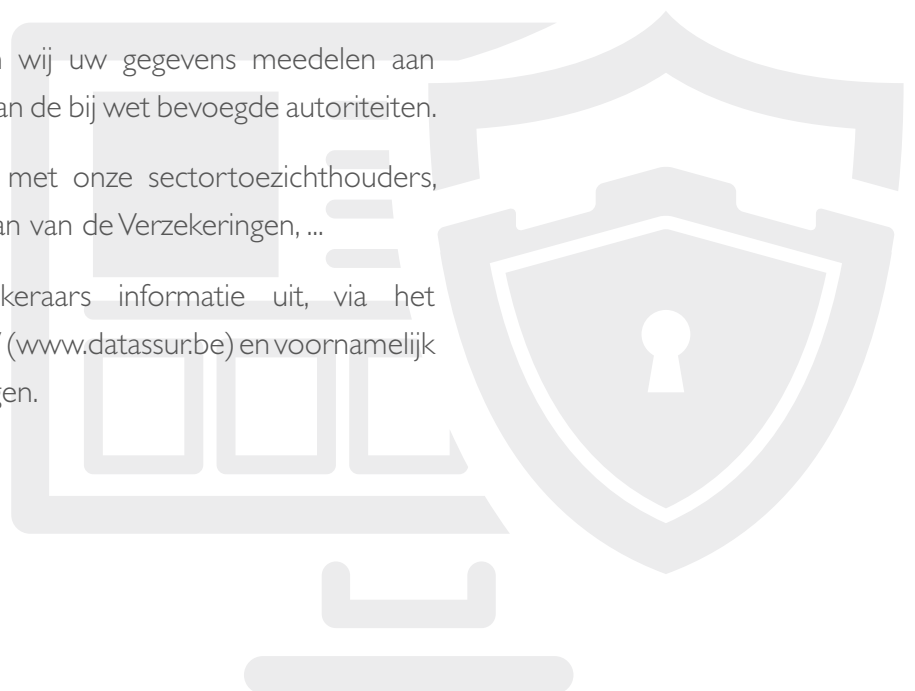 wij uw gegevens meedelen aan
an de bij wet bevoegde autoriteiten.
met onze sectortoezichthouders,
an van de Verzekeringen, ...
keraars informatie uit, via het
(www.datassur.be) en voornamelijk
gen.